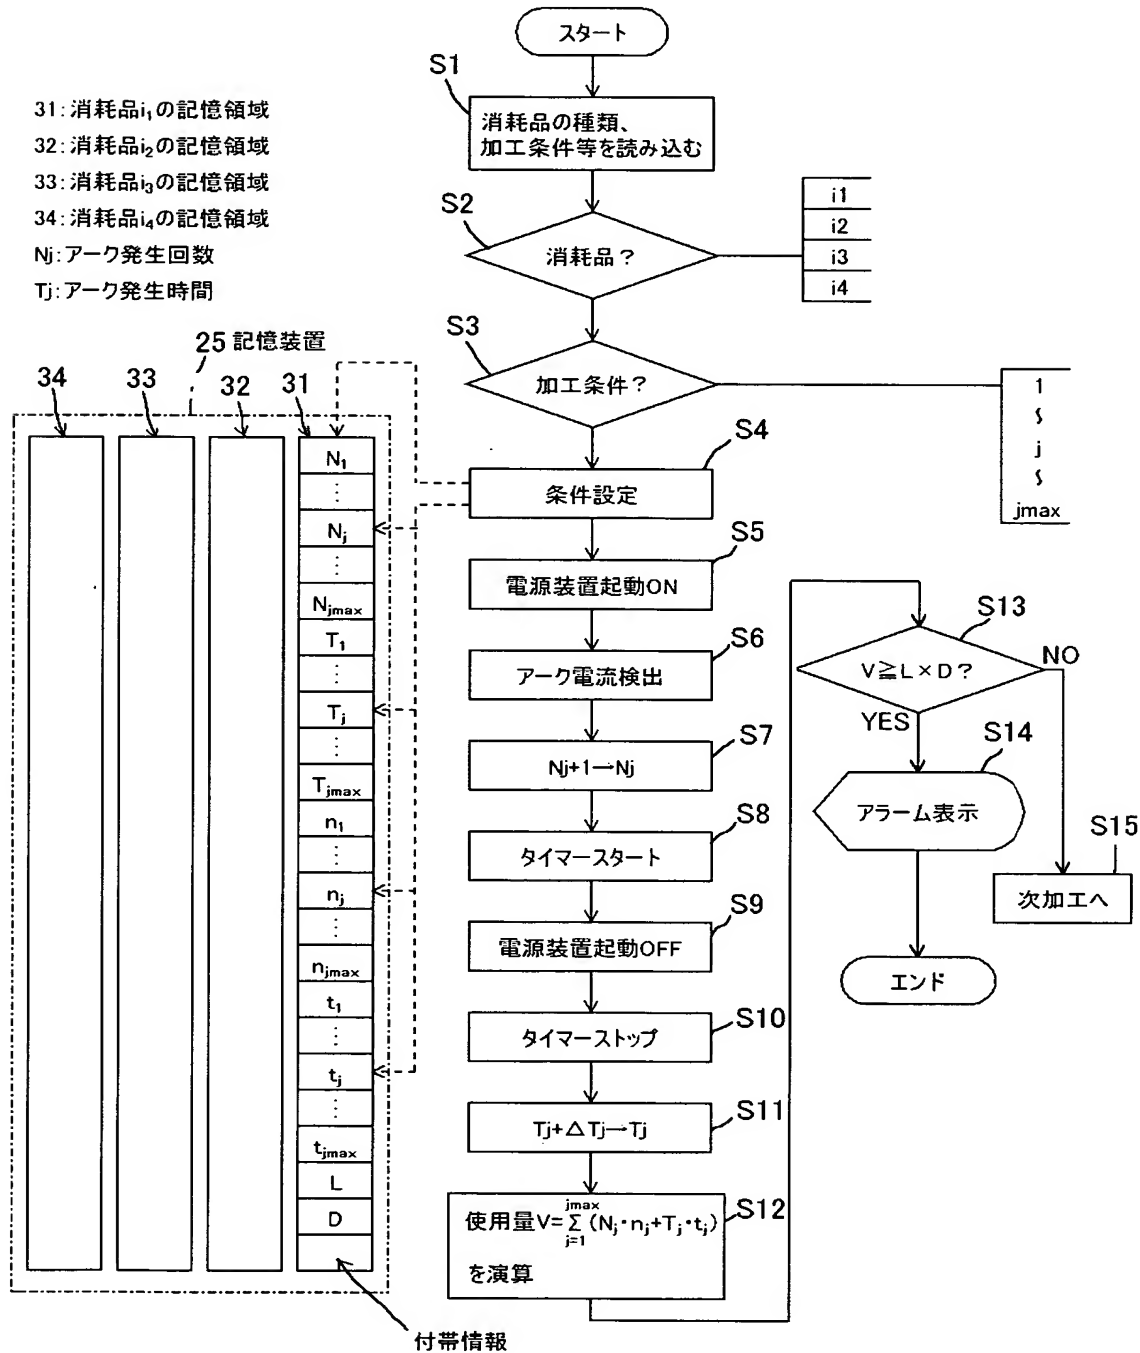 スタート
S1
消耗品の種類、
加工条件等を読み込む
31:消耗品i₁の記憶領域
32:消耗品i₂の記憶領域
33:消耗品i₃の記憶領域
34:消耗品i₄の記憶領域
Nj:アーク発生回数
Tj:アーク発生時間
S2
消耗品?
i1
i2
i3
i4
S3
加工条件?
1
∫
j
∫
jmax
25 記憶装置
34
33
32
31
N₁
⋮
Nⱼ
⋮
Njmax
T₁
⋮
Tⱼ
⋮
Tjmax
n₁
⋮
nⱼ
⋮
njmax
t₁
⋮
tⱼ
⋮
tjmax
L
D
付帯情報
S4
条件設定
S5
電源装置起動ON
S6
アーク電流検出
S7
Nj+1→Nj
S8
タイマースタート
S9
電源装置起動OFF
S10
タイマーストップ
S11
Tj+△Tj→Tj
S12
使用量V=jmaxΣj=1(Nⱼ・nⱼ+Tⱼ・tⱼ)
を演算
S13
V≧L×D?
NO
YES
S14
アラーム表示
S15
次加工へ
エンド